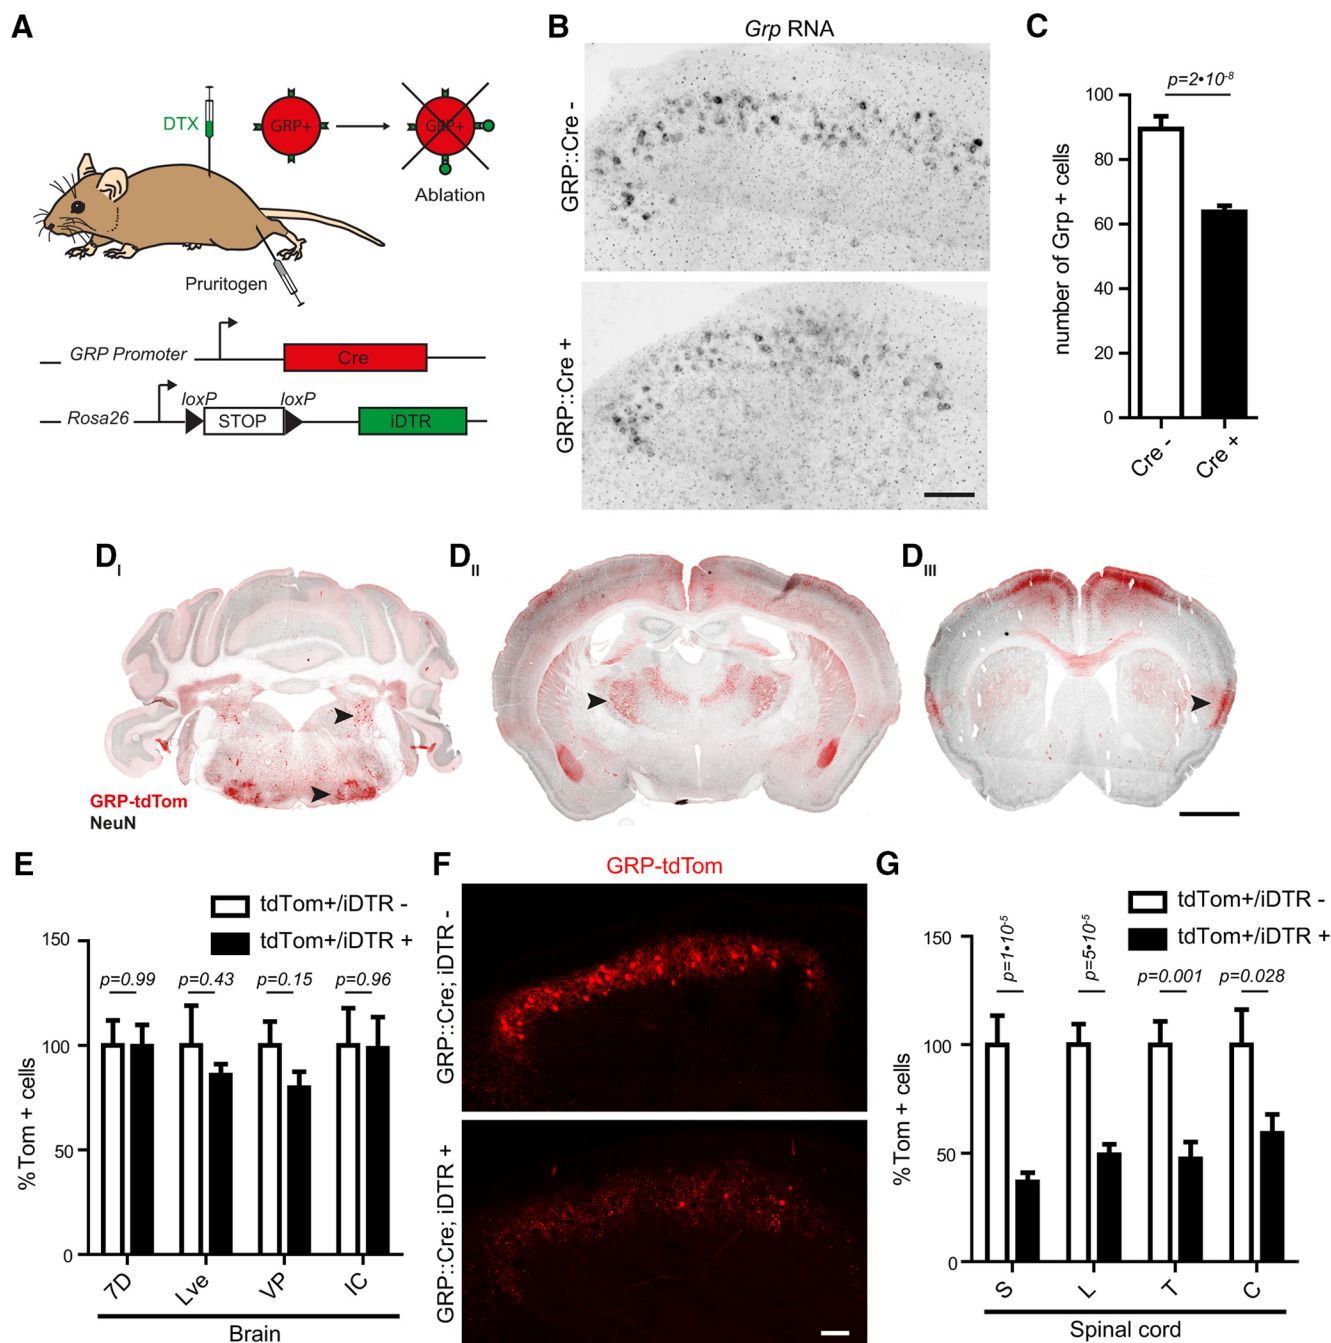 A
DTX
GRP+
GRP+
Ablation
Pruritogen
GRP Promoter
Cre
loxP
loxP
Rosa26
STOP
iDTR
B
Grp RNA
GRP::Cre -
GRP::Cre +
C
p=2•10-8
number of Grp + cells
100
80
60
40
20
0
Cre -
Cre +
DI
DII
DIII
GRP-tdTom
NeuN
E
tdTom+/iDTR -
tdTom+/iDTR +
%Tom + cells
150
100
50
0
p=0.99
p=0.43
p=0.15
p=0.96
7D
Lve
VP
IC
Brain
F
GRP-tdTom
GRP::Cre; iDTR -
GRP::Cre; iDTR +
G
tdTom+/iDTR -
tdTom+/iDTR +
%Tom + cells
150
100
50
0
p=1•10-5
p=5•10-5
p=0.001
p=0.028
S
L
T
C
Spinal cord